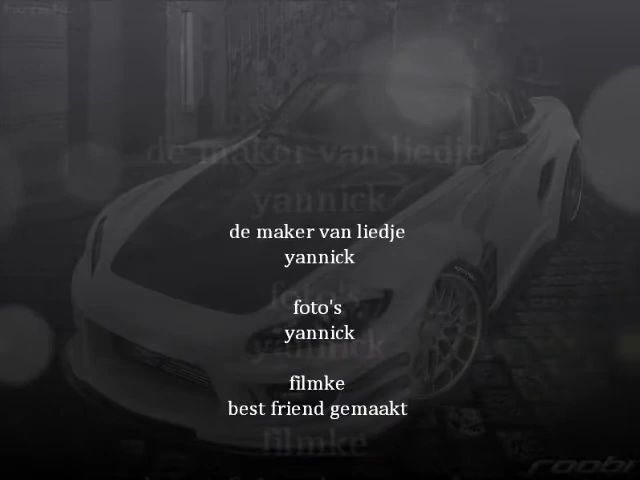 de maker van liedje
yannick
foto's
yannick
filmke
best friend gemaakt